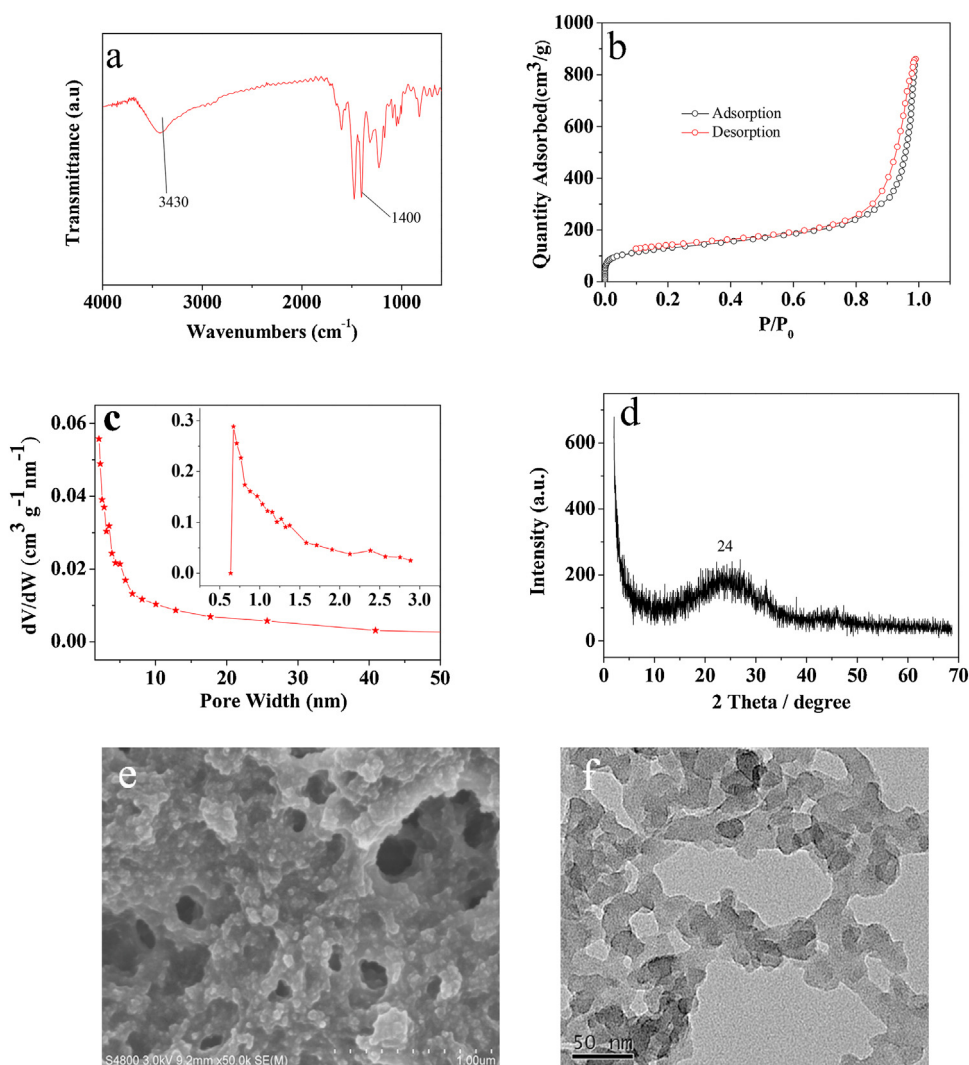 a
Transmittance (a.u)
3430
1400
4000
3000
2000
1000
Wavenumbers (cm-1)
b
Quantity Adsorbed(cm3/g)
1000
800
600
400
200
0
Adsorption
Desorption
0.0
0.2
0.4
0.6
0.8
1.0
P/P0
c
dV/dW (cm3 g-1nm-1)
0.06
0.04
0.02
0.00
0.3
0.2
0.1
0.0
0.5
1.0
1.5
2.0
2.5
3.0
10
20
30
40
50
Pore Width (nm)
d
Intensity (a.u.)
600
400
200
0
24
0
10
20
30
40
50
60
70
2 Theta / degree
e
S4800 3.0kV 9.2mm x50.0k SE(M)
1.00um
f
50 nm